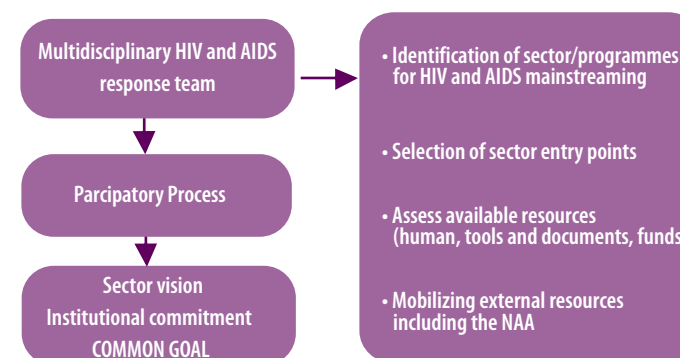 Multidisciplinary HIV and AIDS
response team
Parcipatory Process
Sector vision
Institutional commitment
COMMON GOAL
• Identification of sector/programmes
for HIV and AIDS mainstreaming
• Selection of sector entry points
• Assess available resources
(human, tools and documents, funds
• Mobilizing external resources
including the NAA